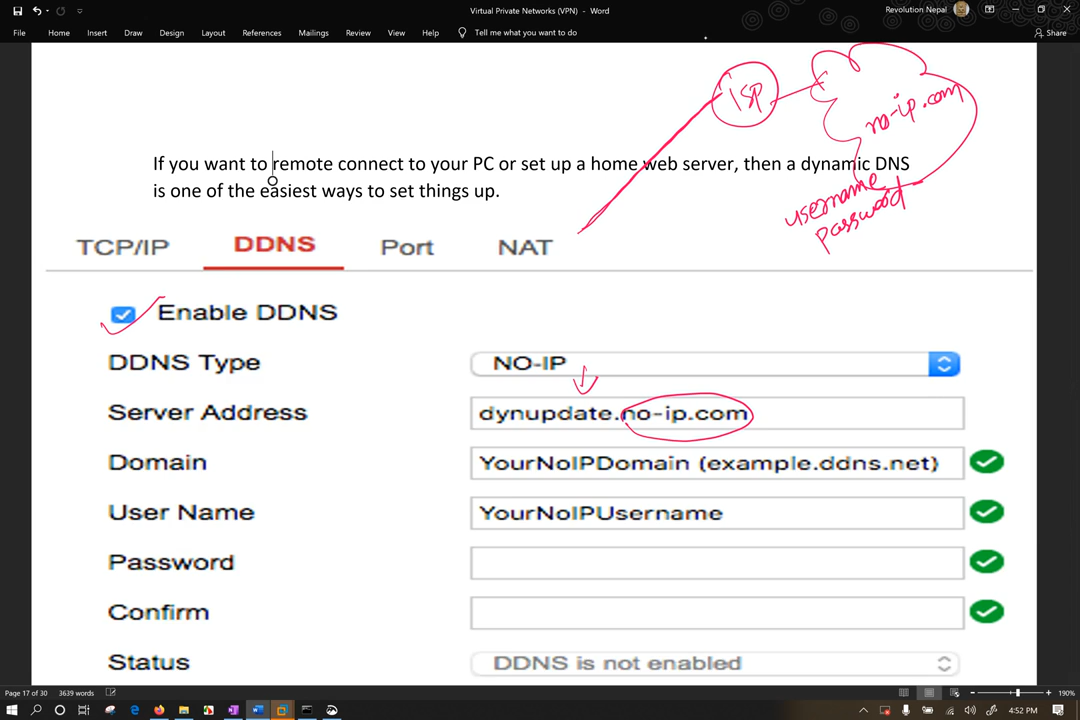 Virtual Private Networks (VPN) - Word
Revolution Nepal
File Home Insert Draw Design Layout References Mailings Review View Help Tell me what you want to do Share
ISP
no-ip.com
If you want to remote connect to your PC or set up a home web server, then a dynamic DNS
is one of the easiest ways to set things up.
username
password
TCP/IP DDNS Port NAT
Enable DDNS
DDNS Type NO-IP
Server Address dynupdate.no-ip.com
Domain YourNoIPDomain (example.ddns.net)
User Name YourNoIPUsername
Password
Confirm
Status DDNS is not enabled
Page 17 of 30 3639 words 190%
4:52 PM